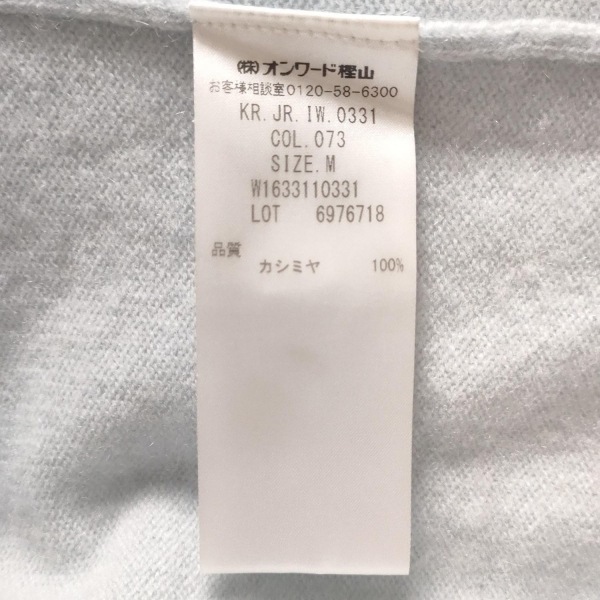 ㈱オンワード樫山
お客様相談室0120-58-6300
KR.JR.IW.0331
COL.073
SIZE.M
W1633110331
LOT 6976718
品質
カシミヤ 100%